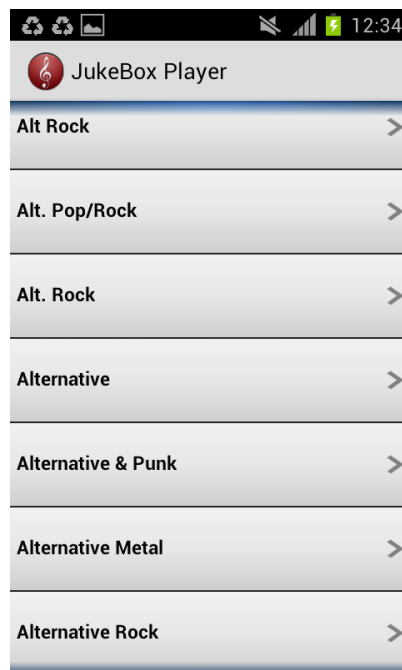 12:34
JukeBox Player
Alt Rock
Alt. Pop/Rock
Alt. Rock
Alternative
Alternative & Punk
Alternative Metal
Alternative Rock